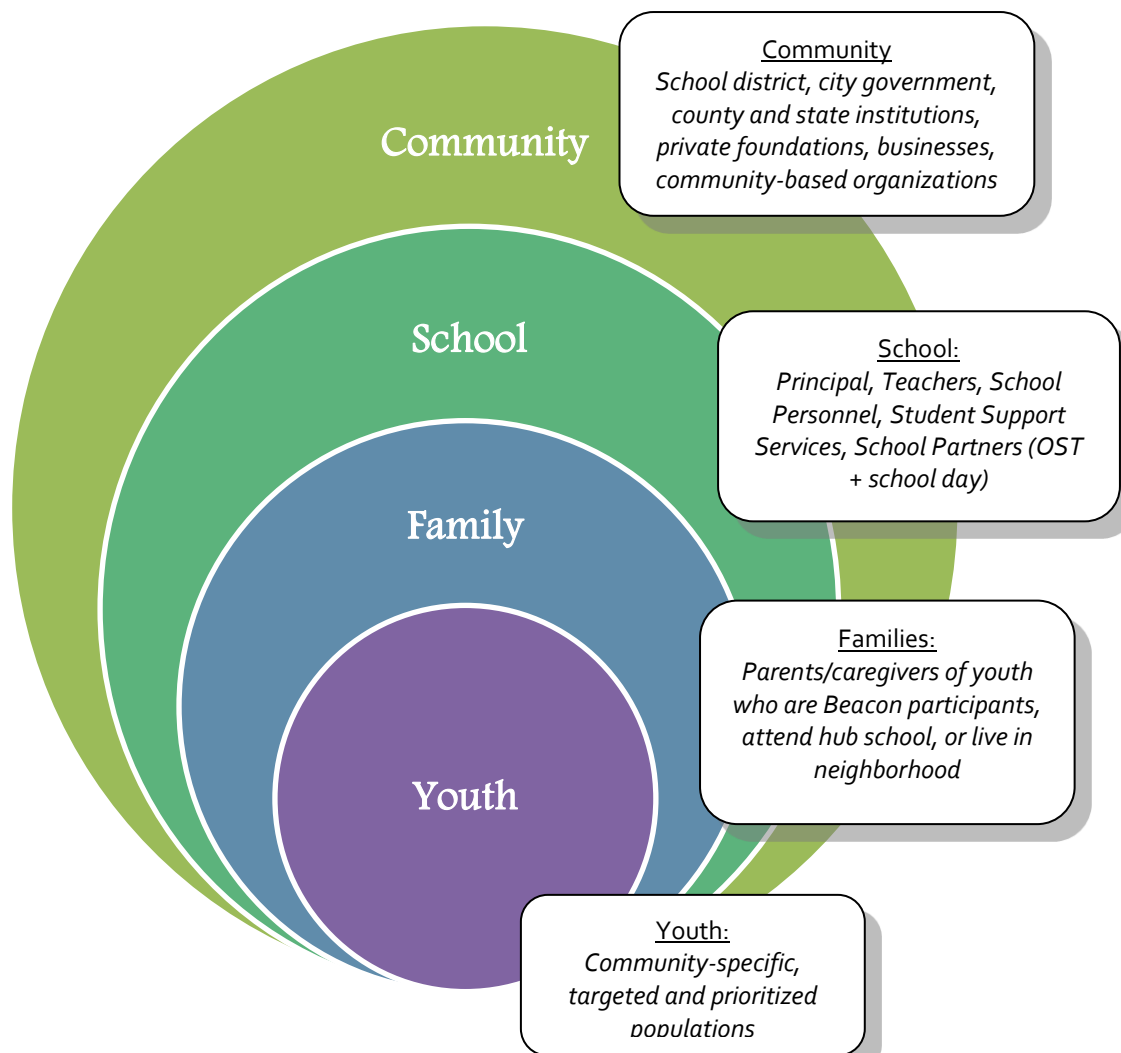 Community
School district, city government,
county and state institutions,
private foundations, businesses,
community-based organizations
Community
School
School:
Principal, Teachers, School
Personnel, Student Support
Services, School Partners (OST
+ school day)
Family
Families:
Parents/caregivers of youth
who are Beacon participants,
attend hub school, or live in
neighborhood
Youth
Youth:
Community-specific,
targeted and prioritized
populations